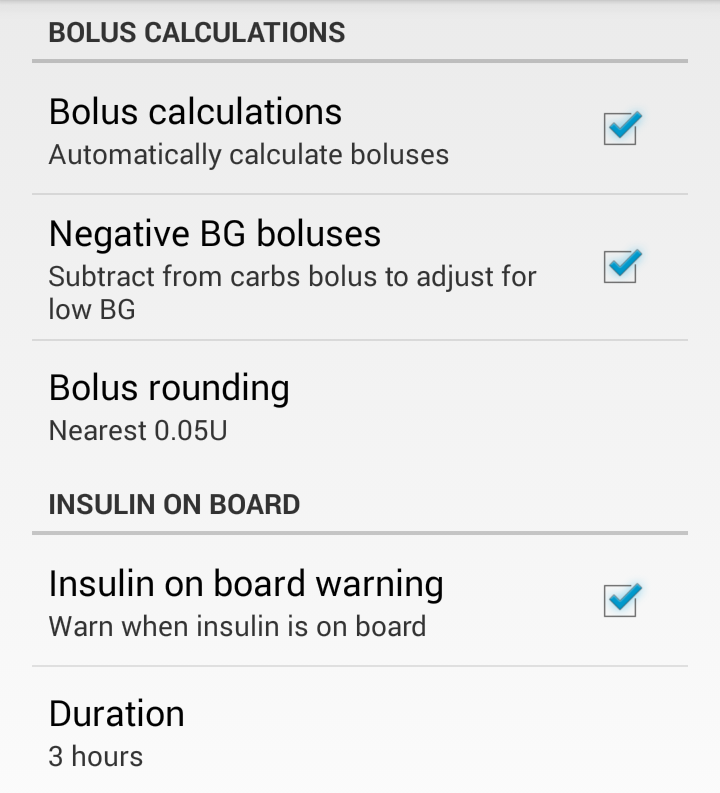 BOLUS CALCULATIONS
Bolus calculations
Automatically calculate boluses
Negative BG boluses
Subtract from carbs bolus to adjust for
low BG
Bolus rounding
Nearest 0.05U
INSULIN ON BOARD
Insulin on board warning
Warn when insulin is on board
Duration
3 hours